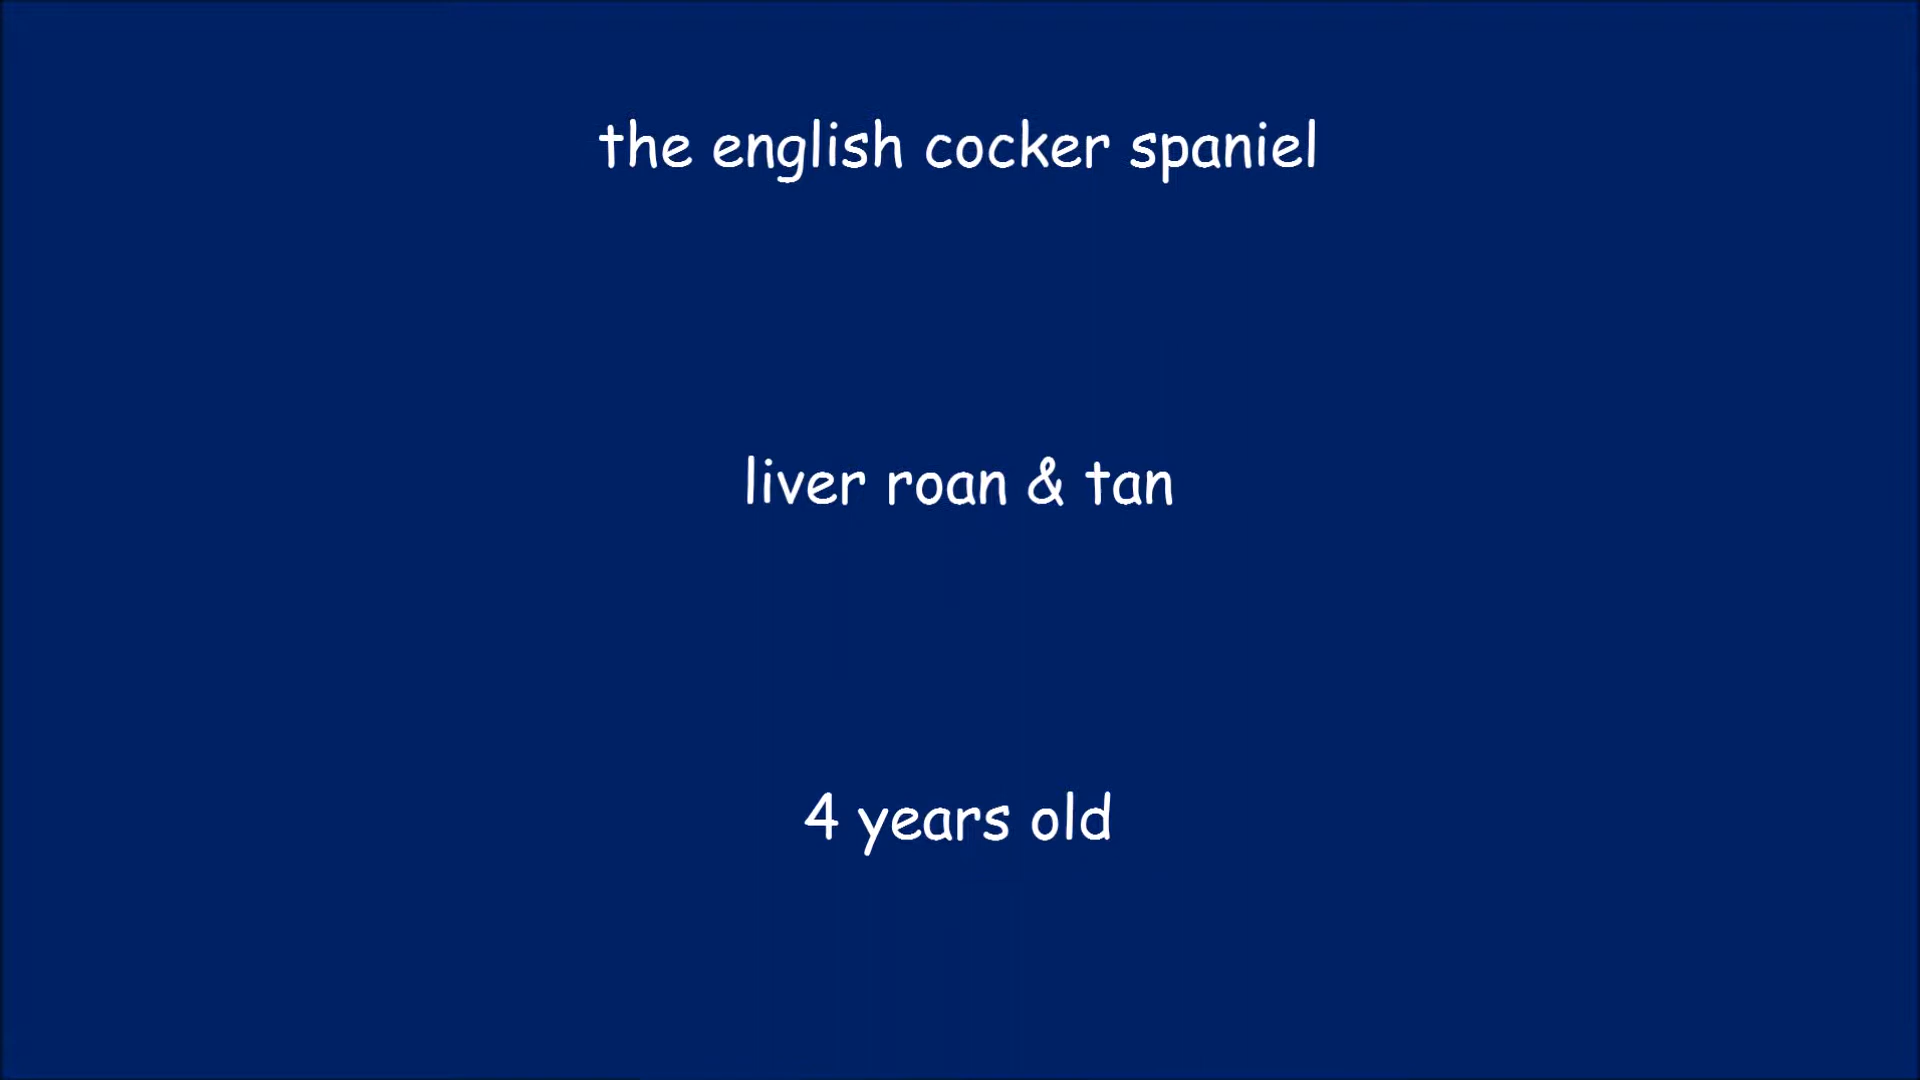 the english cocker spaniel
liver roan & tan
4 years old